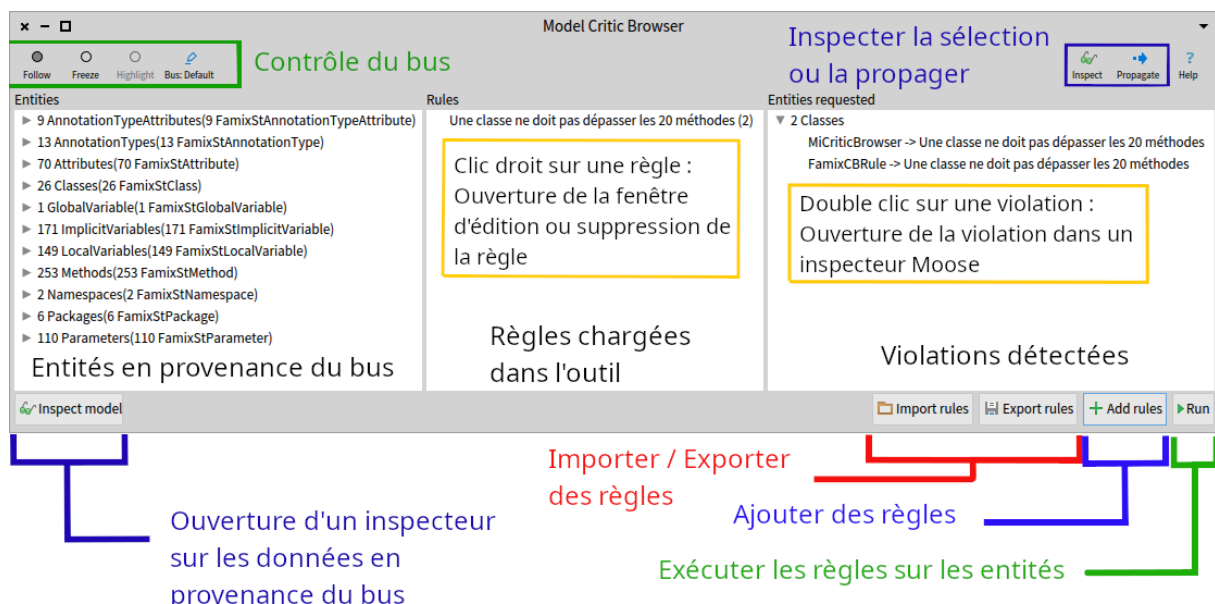 Model Critic Browser
Follow
Freeze
Highlight
Bus: Default
Contrôle du bus
Inspecter la sélection
ou la propager
Inspect
Propagate
?
Help
Entities
9 AnnotationTypeAttributes(9 FamixStAnnotationTypeAttribute)
13 AnnotationTypes(13 FamixStAnnotationType)
70 Attributes(70 FamixStAttribute)
26 Classes(26 FamixStClass)
1 GlobalVariable(1 FamixStGlobalVariable)
171 ImplicitVariables(171 FamixStImplicitVariable)
149 LocalVariables(149 FamixStLocalVariable)
253 Methods(253 FamixStMethod)
2 Namespaces(2 FamixStNamespace)
6 Packages(6 FamixStPackage)
110 Parameters(110 FamixStParameter)
Entités en provenance du bus
Rules
Une classe ne doit pas dépasser les 20 méthodes (2)
Clic droit sur une règle :
Ouverture de la fenêtre
d'édition ou suppression de
la règle
Règles chargées
dans l'outil
Entities requested
2 Classes
MiCriticBrowser -> Une classe ne doit pas dépasser les 20 méthodes
FamixCBRule -> Une classe ne doit pas dépasser les 20 méthodes
Double clic sur une violation :
Ouverture de la violation dans un
inspecteur Moose
Violations détectées
Inspect model
Import rules
Export rules
Add rules
Run
Importer / Exporter
des règles
Ajouter des règles
Ouverture d'un inspecteur
sur les données en
provenance du bus
Exécuter les règles sur les entités